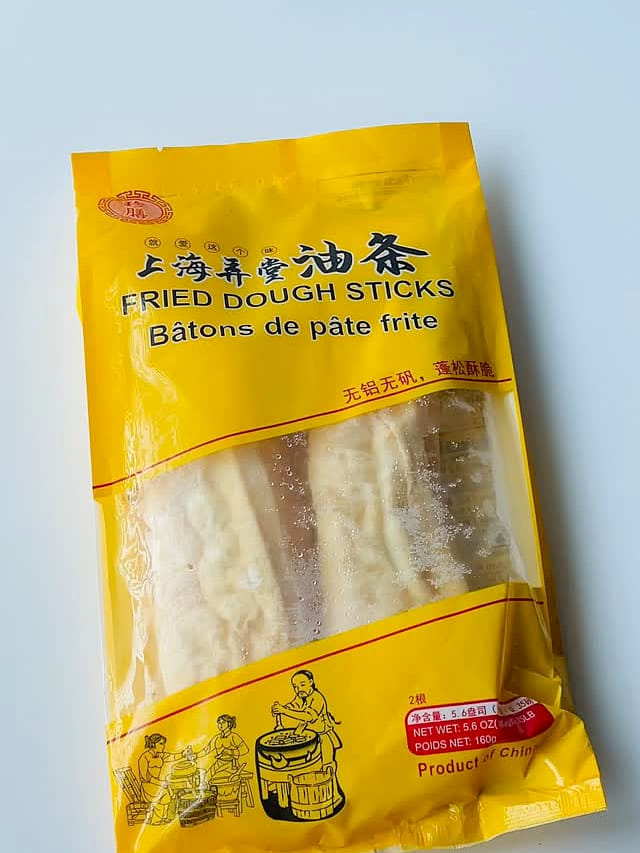 就爱这个味
上海弄堂油条
FRIED DOUGH STICKS
Bâtons de pâte frite
无铝无矾，蓬松酥脆
2根
净含量：5.6盎司
NET WET: 5.6 OZ LB
POIDS NET: 160g
Product of China